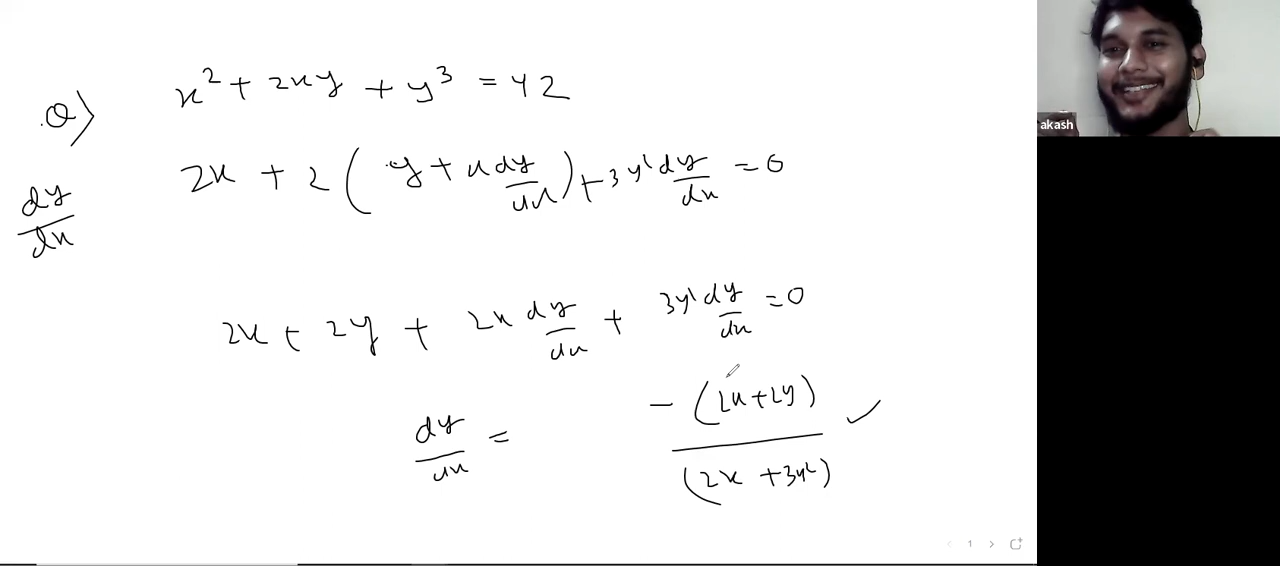 Q) x² + 2xy + y³ = 42
dy/dx
2x + 2(y + x dy/dx) + 3y² dy/dx = 0
2x + 2y + 2x dy/dx + 3y² dy/dx = 0
dy/dx = -(2x+2y)/(2x+3y²) ✓
akash
1